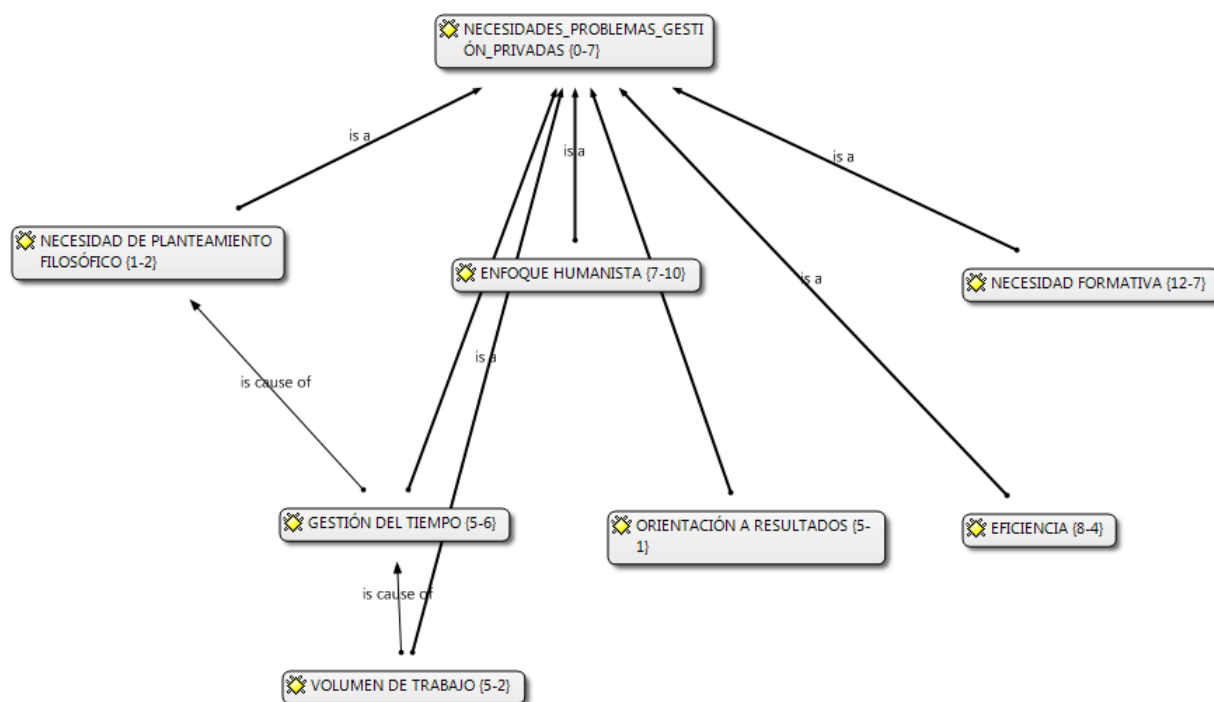 NECESIDADES_PROBLEMAS_GESTI
ÓN_PRIVADAS {0-7}
is a
is a
is a
NECESIDAD DE PLANTEAMIENTO
FILOSÓFICO {1-2}
ENFOQUE HUMANISTA {7-10}
NECESIDAD FORMATIVA {12-7}
is a
is a
is cause of
GESTIÓN DEL TIEMPO {5-6}
ORIENTACIÓN A RESULTADOS {5-
1}
EFICIENCIA {8-4}
is cause of
VOLUMEN DE TRABAJO {5-2}